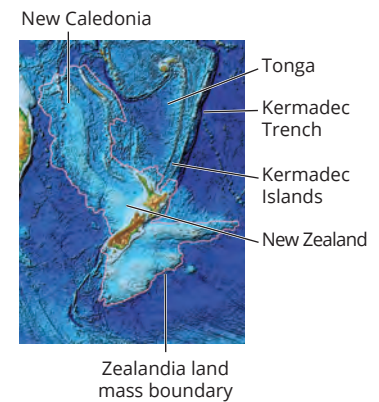 New Caledonia
Tonga
Kermadec
Trench
Kermadec
Islands
New Zealand
Zealandia land
mass boundary